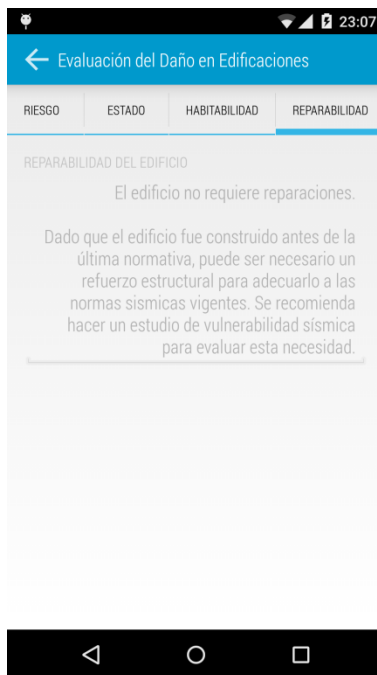 23:07
Evaluación del Daño en Edificaciones
RIESGO ESTADO HABITABILIDAD REPARABILIDAD
REPARABILIDAD DEL EDIFICIO
El edificio no requiere reparaciones.
Dado que el edificio fue construido antes de la
última normativa, puede ser necesario un
refuerzo estructural para adecuarlo a las
normas sismicas vigentes. Se recomienda
hacer un estudio de vulnerabilidad sísmica
para evaluar esta necesidad.